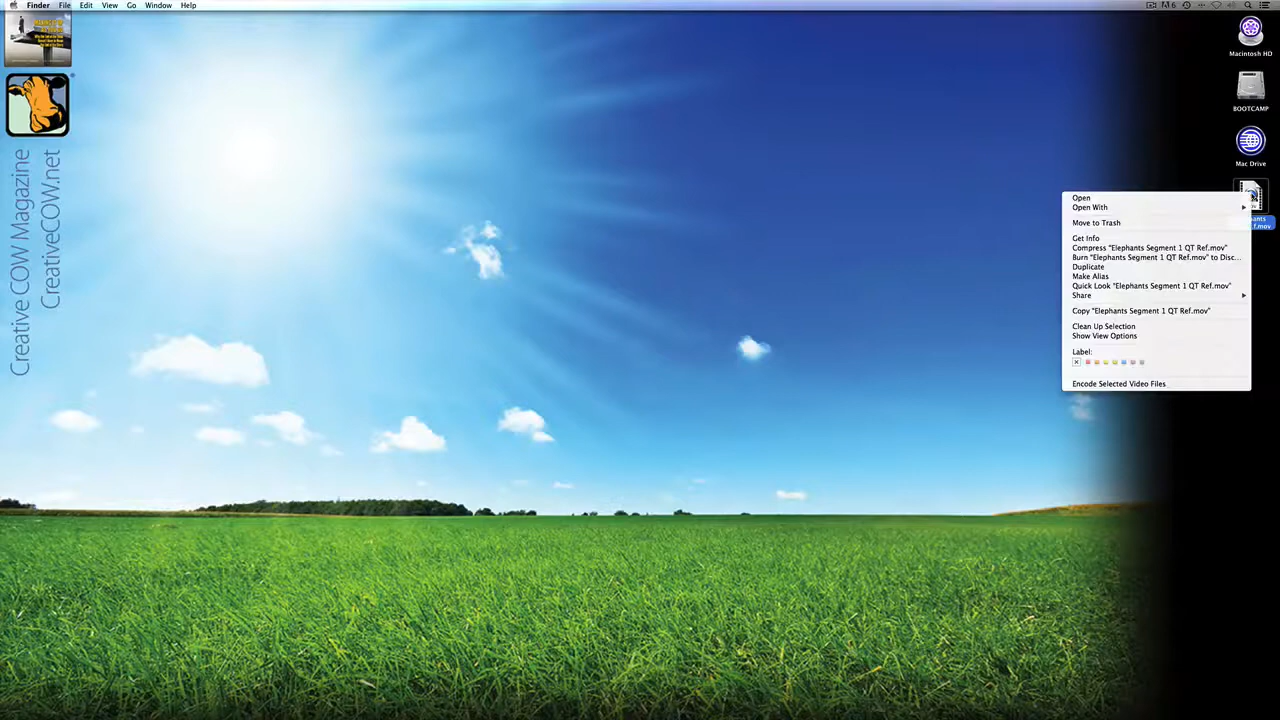 Finder File Edit View Go Window Help
6
Macintosh HD
BOOTCAMP
Mac Drive
Creative COW Magazine
CreativeCOW.net
Open
Open With
Move to Trash
Get Info
Compress "Elephants Segment 1 QT Ref.mov"
Burn "Elephants Segment 1 QT Ref.mov" to Disc...
Duplicate
Make Alias
Quick Look "Elephants Segment 1 QT Ref.mov"
Share
Copy "Elephants Segment 1 QT Ref.mov"
Clean Up Selection
Show View Options
Label:
Encode Selected Video Files